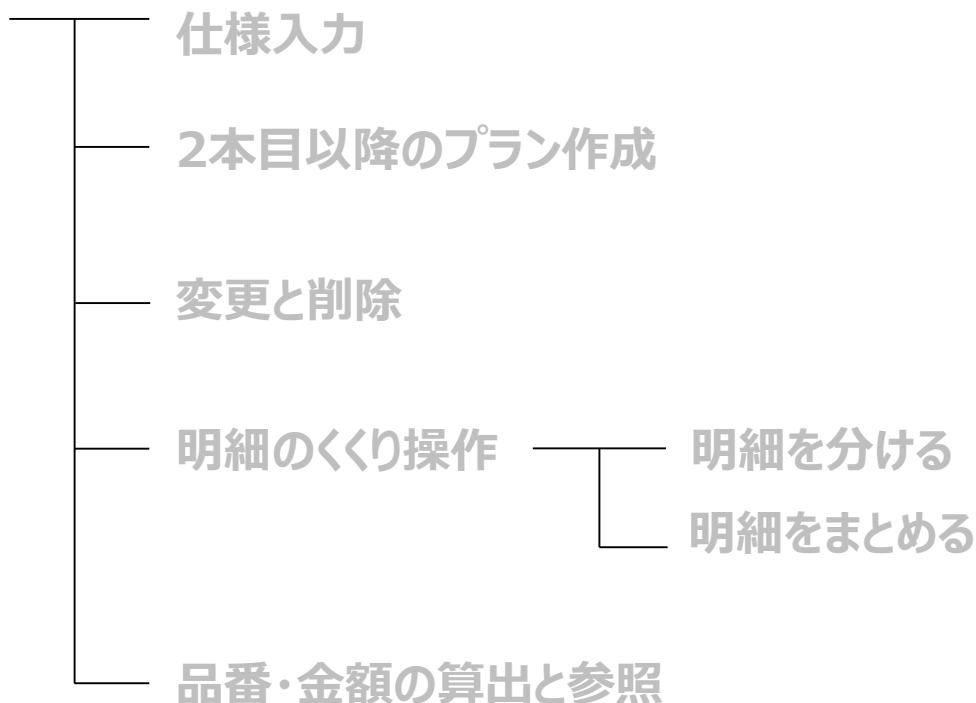 仕様入力
2本目以降のプラン作成
変更と削除
明細のくくり操作
明細を分ける
明細をまとめる
品番・金額の算出と参照